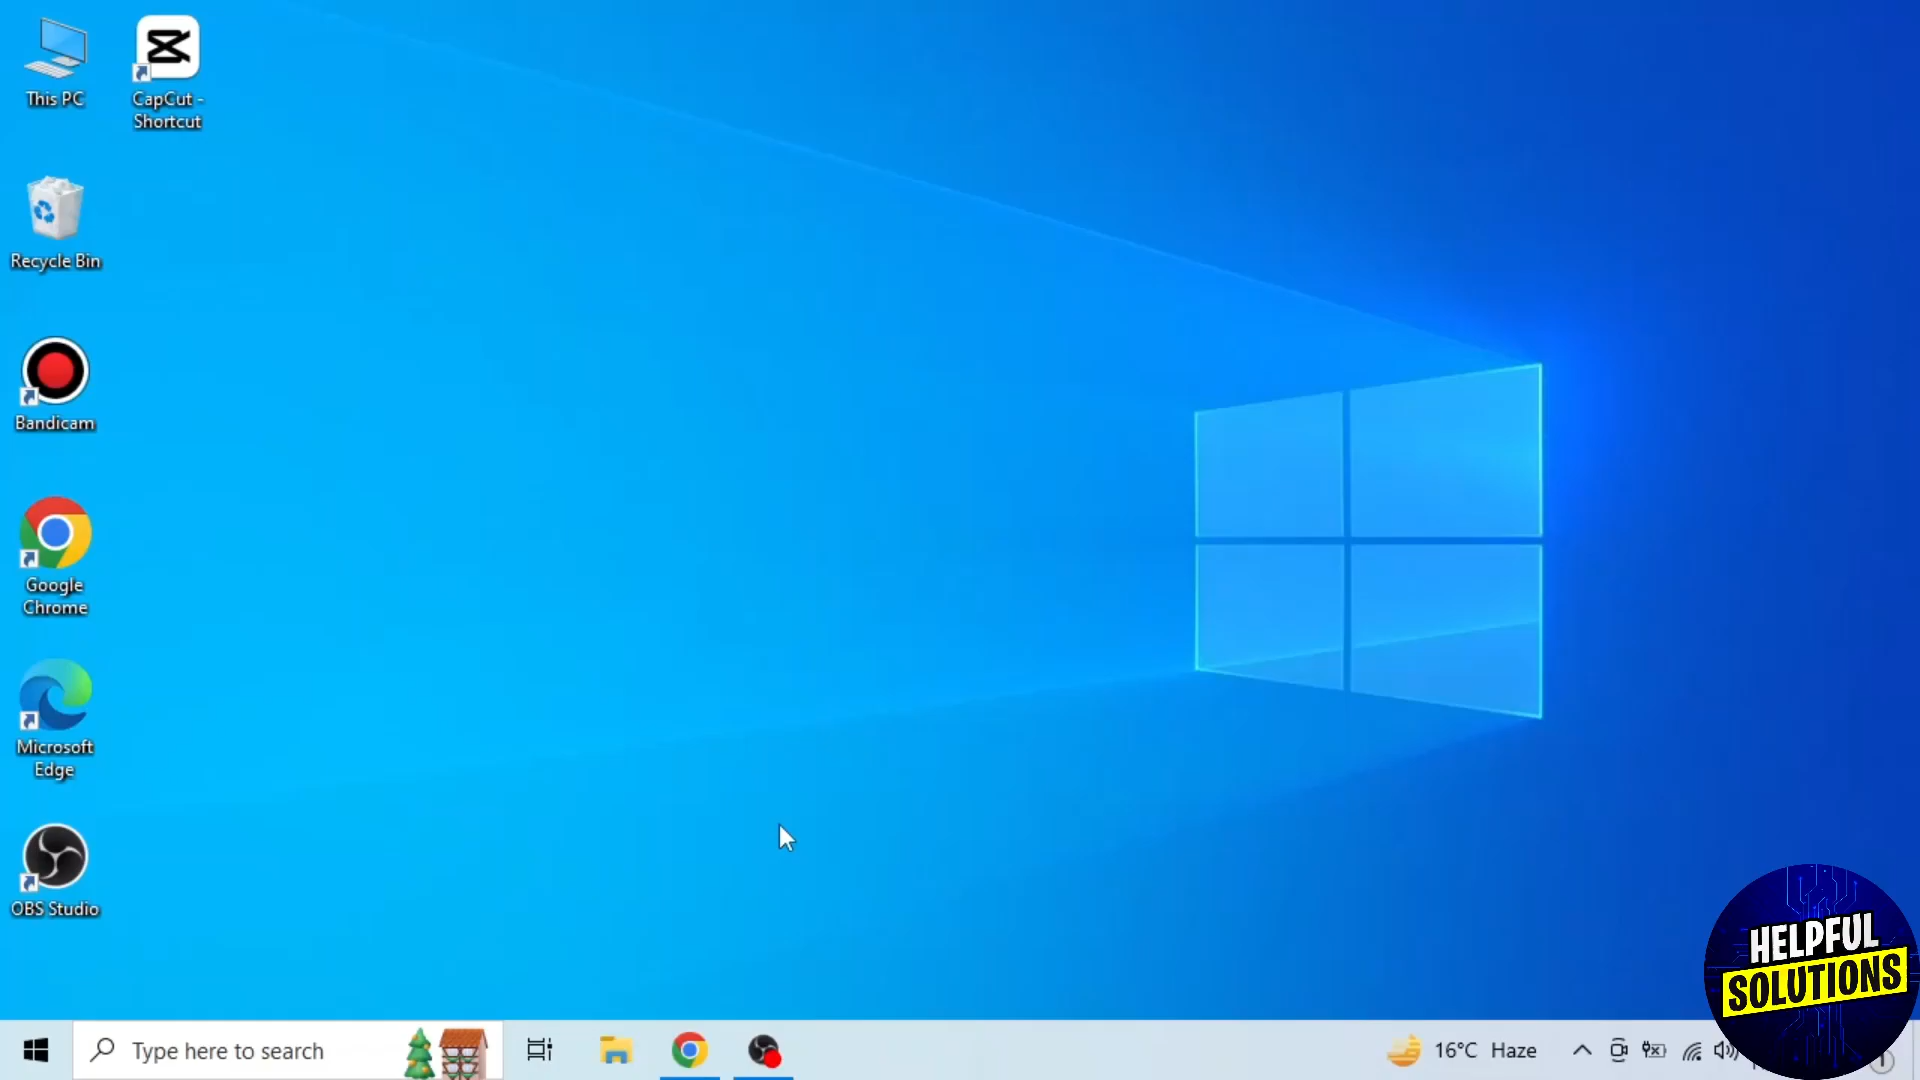 This PC
CapCut -
Shortcut
Recycle Bin
Bandicam
Google
Chrome
Microsoft
Edge
OBS Studio
HELPFUL
SOLUTIONS
Type here to search
16°C Haze
1